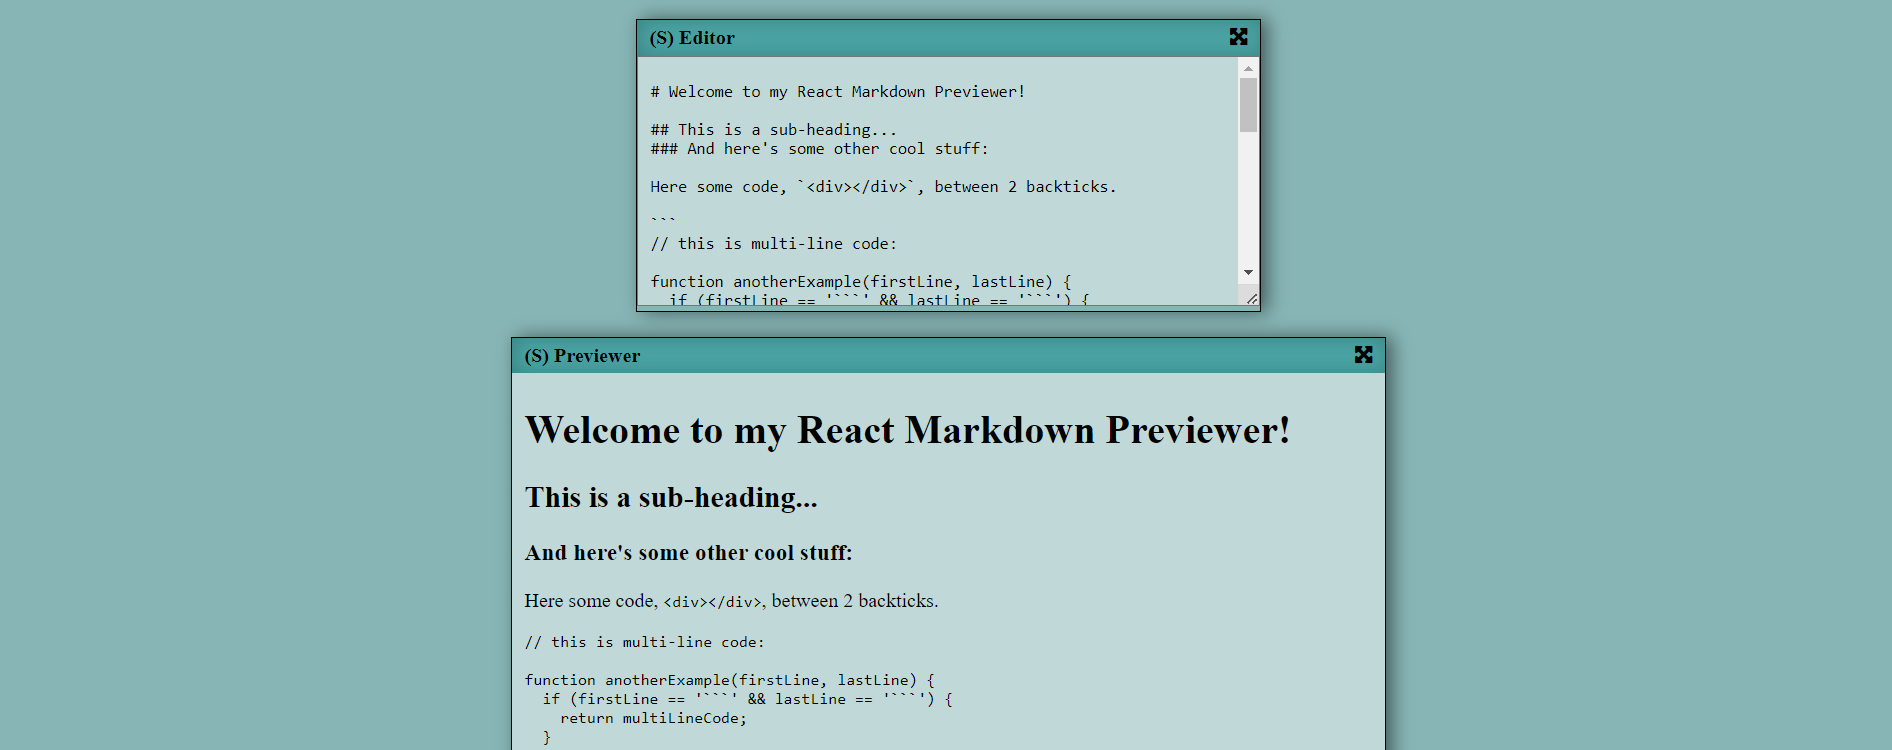 (S) Editor
# Welcome to my React Markdown Previewer!
## This is a sub-heading...
### And here's some other cool stuff:
Here some code, `<div></div>`, between 2 backticks.
```
// this is multi-line code:
function anotherExample(firstLine, lastLine) {
  if (firstLine == '```' && lastLine == '```') {
(S) Previewer
Welcome to my React Markdown Previewer!
This is a sub-heading...
And here's some other cool stuff:
Here some code, <div></div>, between 2 backticks.
// this is multi-line code:
function anotherExample(firstLine, lastLine) {
  if (firstLine == '```' && lastLine == '```') {
    return multiLineCode;
  }